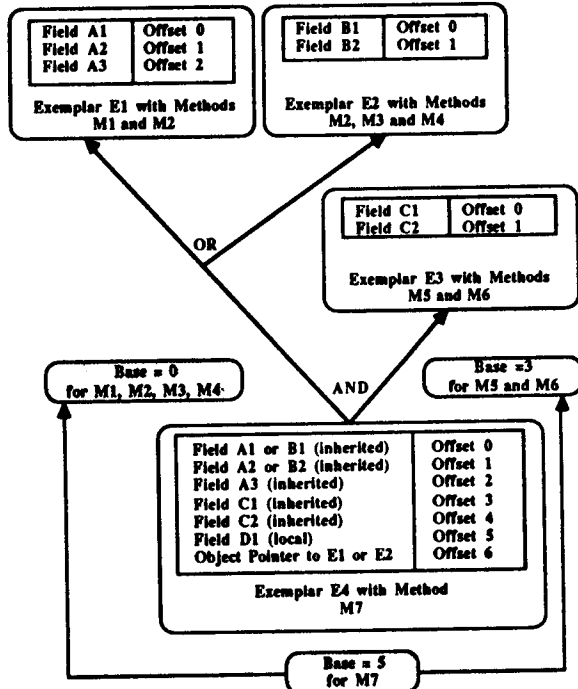 Field A1 Offset 0
Field A2 Offset 1
Field A3 Offset 2
Exemplar E1 with Methods
M1 and M2
Field B1 Offset 0
Field B2 Offset 1
Exemplar E2 with Methods
M2, M3 and M4
OR
Field C1 Offset 0
Field C2 Offset 1
Exemplar E3 with Methods
M5 and M6
Base = 0
for M1, M2, M3, M4
AND
Base =3
for M5 and M6
Field A1 or B1 (inherited) Offset 0
Field A2 or B2 (inherited) Offset 1
Field A3 (inherited) Offset 2
Field C1 (inherited) Offset 3
Field C2 (inherited) Offset 4
Field D1 (local) Offset 5
Object Pointer to E1 or E2 Offset 6
Exemplar E4 with Method
M7
Base = 5
for M7